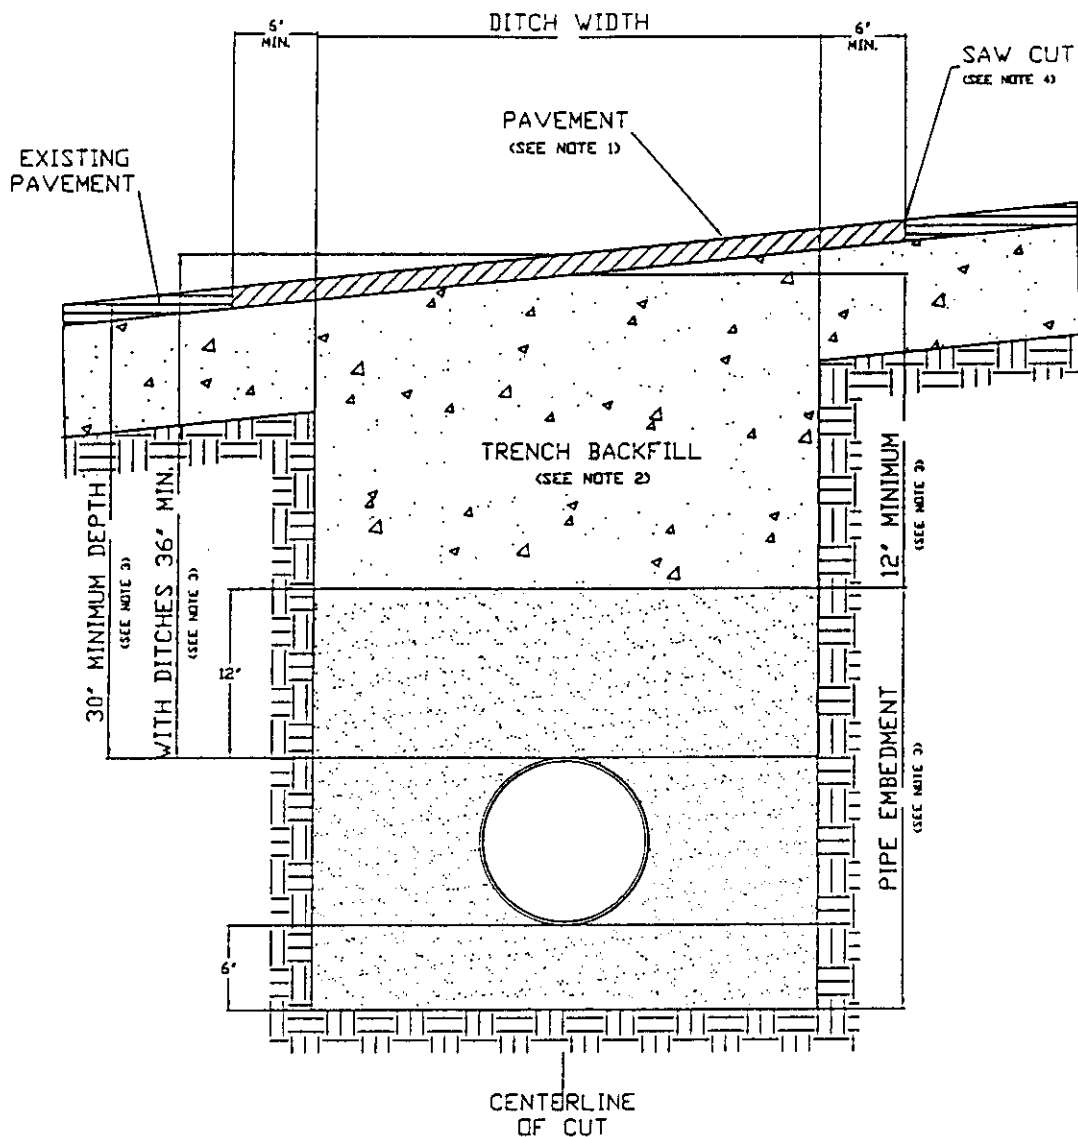 6" MIN.
DITCH WIDTH
6" MIN.
SAW CUT
(SEE NOTE 4)
PAVEMENT
(SEE NOTE 1)
EXISTING
PAVEMENT
TRENCH BACKFILL
(SEE NOTE 2)
30" MINIMUM DEPTH
(SEE NOTE 3)
WITH DITCHES 36" MIN.
(SEE NOTE 3)
12" MINIMUM
(SEE NOTE 3)
12"
PIPE EMBEDMENT
(SEE NOTE 3)
6"
CENTERLINE
OF CUT